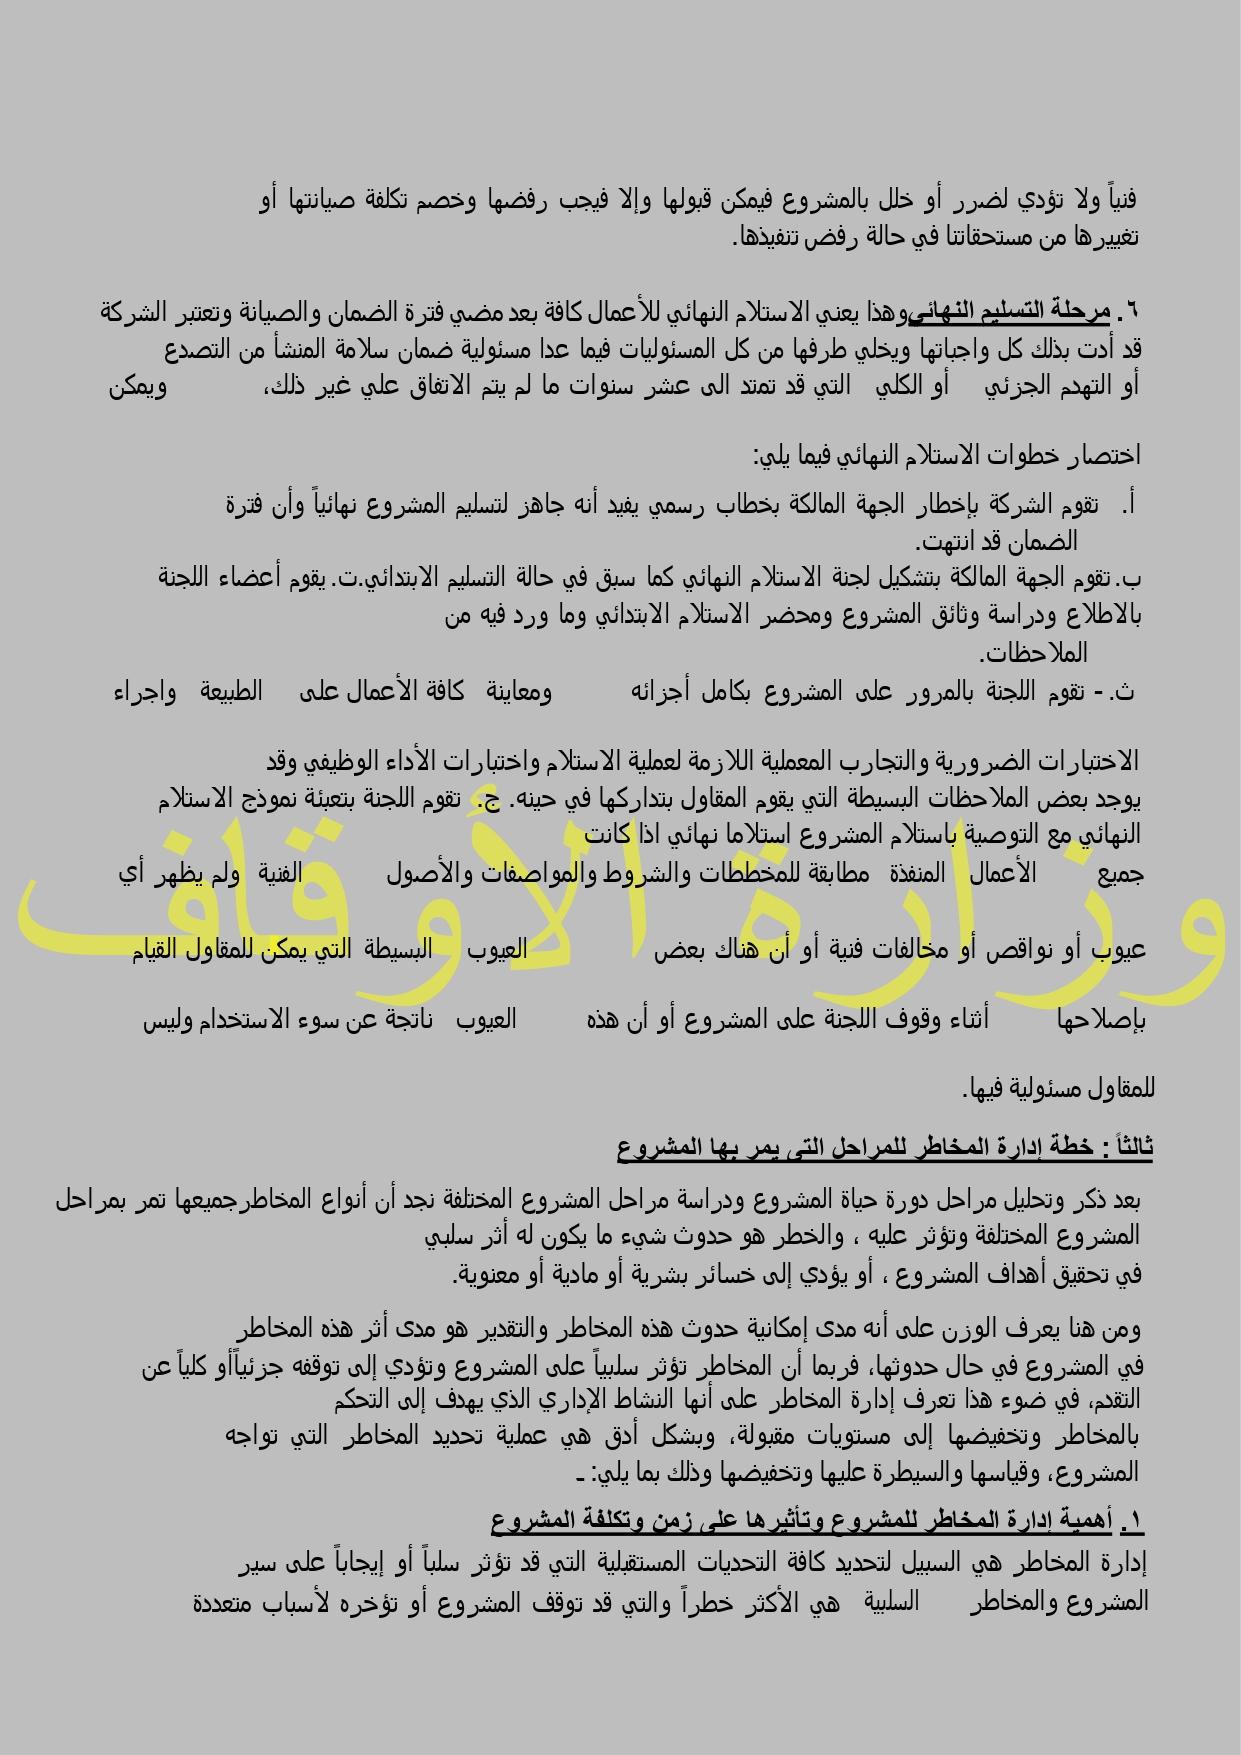 فنياً ولا تؤدي لضرر أو خلل بالمشروع فيمكن قبولها وإلا فيجب رفضها وخصم تكلفة صيانتها أو
تغييرها من مستحقاتنا في حالة رفض تنفيذها.
٦. مرحلة التسليم النهائي وهذا يعني الاستلام النهائي للأعمال كافة بعد مضي فترة الضمان والصيانة وتعتبر الشركة
قد أدت بذلك كل واجباتها ويخلي طرفها من كل المسئوليات فيما عدا مسئولية ضمان سلامة المنشأ من التصدع
أو التهدم الجزئي أو الكلي التي قد تمتد الى عشر سنوات ما لم يتم الاتفاق علي غير ذلك، ويمكن
اختصار خطوات الاستلام النهائي فيما يلي:
أ. تقوم الشركة بإخطار الجهة المالكة بخطاب رسمي يفيد أنه جاهز لتسليم المشروع نهائياً وأن فترة
الضمان قد انتهت.
ب. تقوم الجهة المالكة بتشكيل لجنة الاستلام النهائي كما سبق في حالة التسليم الابتدائي.ت. يقوم أعضاء اللجنة
بالاطلاع ودراسة وثائق المشروع ومحضر الاستلام الابتدائي وما ورد فيه من
الملاحظات.
ث. - تقوم اللجنة بالمرور على المشروع بكامل أجزائه ومعاينة كافة الأعمال على الطبيعة واجراء
الاختبارات الضرورية والتجارب المعملية اللازمة لعملية الاستلام واختبارات الأداء الوظيفي وقد
يوجد بعض الملاحظات البسيطة التي يقوم المقاول بتداركها في حينه. ج. تقوم اللجنة بتعبئة نموذج الاستلام
النهائي مع التوصية باستلام المشروع استلاما نهائي اذا كانت
جميع الأعمال المنفذة مطابقة للمخططات والشروط والمواصفات والأصول الفنية ولم يظهر أي
وزارة الأوقاف
عيوب أو نواقص أو مخالفات فنية أو أن هناك بعض العيوب البسيطة التي يمكن للمقاول القيام
بإصلاحها أثناء وقوف اللجنة على المشروع أو أن هذه العيوب ناتجة عن سوء الاستخدام وليس
للمقاول مسئولية فيها.
ثالثاً : خطة إدارة المخاطر للمراحل التي يمر بها المشروع
بعد ذكر وتحليل مراحل دورة حياة المشروع ودراسة مراحل المشروع المختلفة نجد أن أنواع المخاطرجميعها تمر بمراحل
المشروع المختلفة وتؤثر عليه ، والخطر هو حدوث شيء ما يكون له أثر سلبي
في تحقيق أهداف المشروع ، أو يؤدي إلى خسائر بشرية أو مادية أو معنوية.
ومن هنا يعرف الوزن على أنه مدى إمكانية حدوث هذه المخاطر والتقدير هو مدى أثر هذه المخاطر
في المشروع في حال حدوثها، فربما أن المخاطر تؤثر سلبياً على المشروع وتؤدي إلى توقفه جزئياًأو كلياً عن
التقدم، في ضوء هذا تعرف إدارة المخاطر على أنها النشاط الإداري الذي يهدف إلى التحكم
بالمخاطر وتخفيضها إلى مستويات مقبولة، وبشكل أدق هي عملية تحديد المخاطر التي تواجه
المشروع، وقياسها والسيطرة عليها وتخفيضها وذلك بما يلي: ـ
١. أهمية إدارة المخاطر للمشروع وتأثيرها على زمن وتكلفة المشروع
إدارة المخاطر هي السبيل لتحديد كافة التحديات المستقبلية التي قد تؤثر سلباً أو إيجاباً على سير
المشروع والمخاطر السلبية هي الأكثر خطراً والتي قد توقف المشروع أو تؤخره لأسباب متعددة